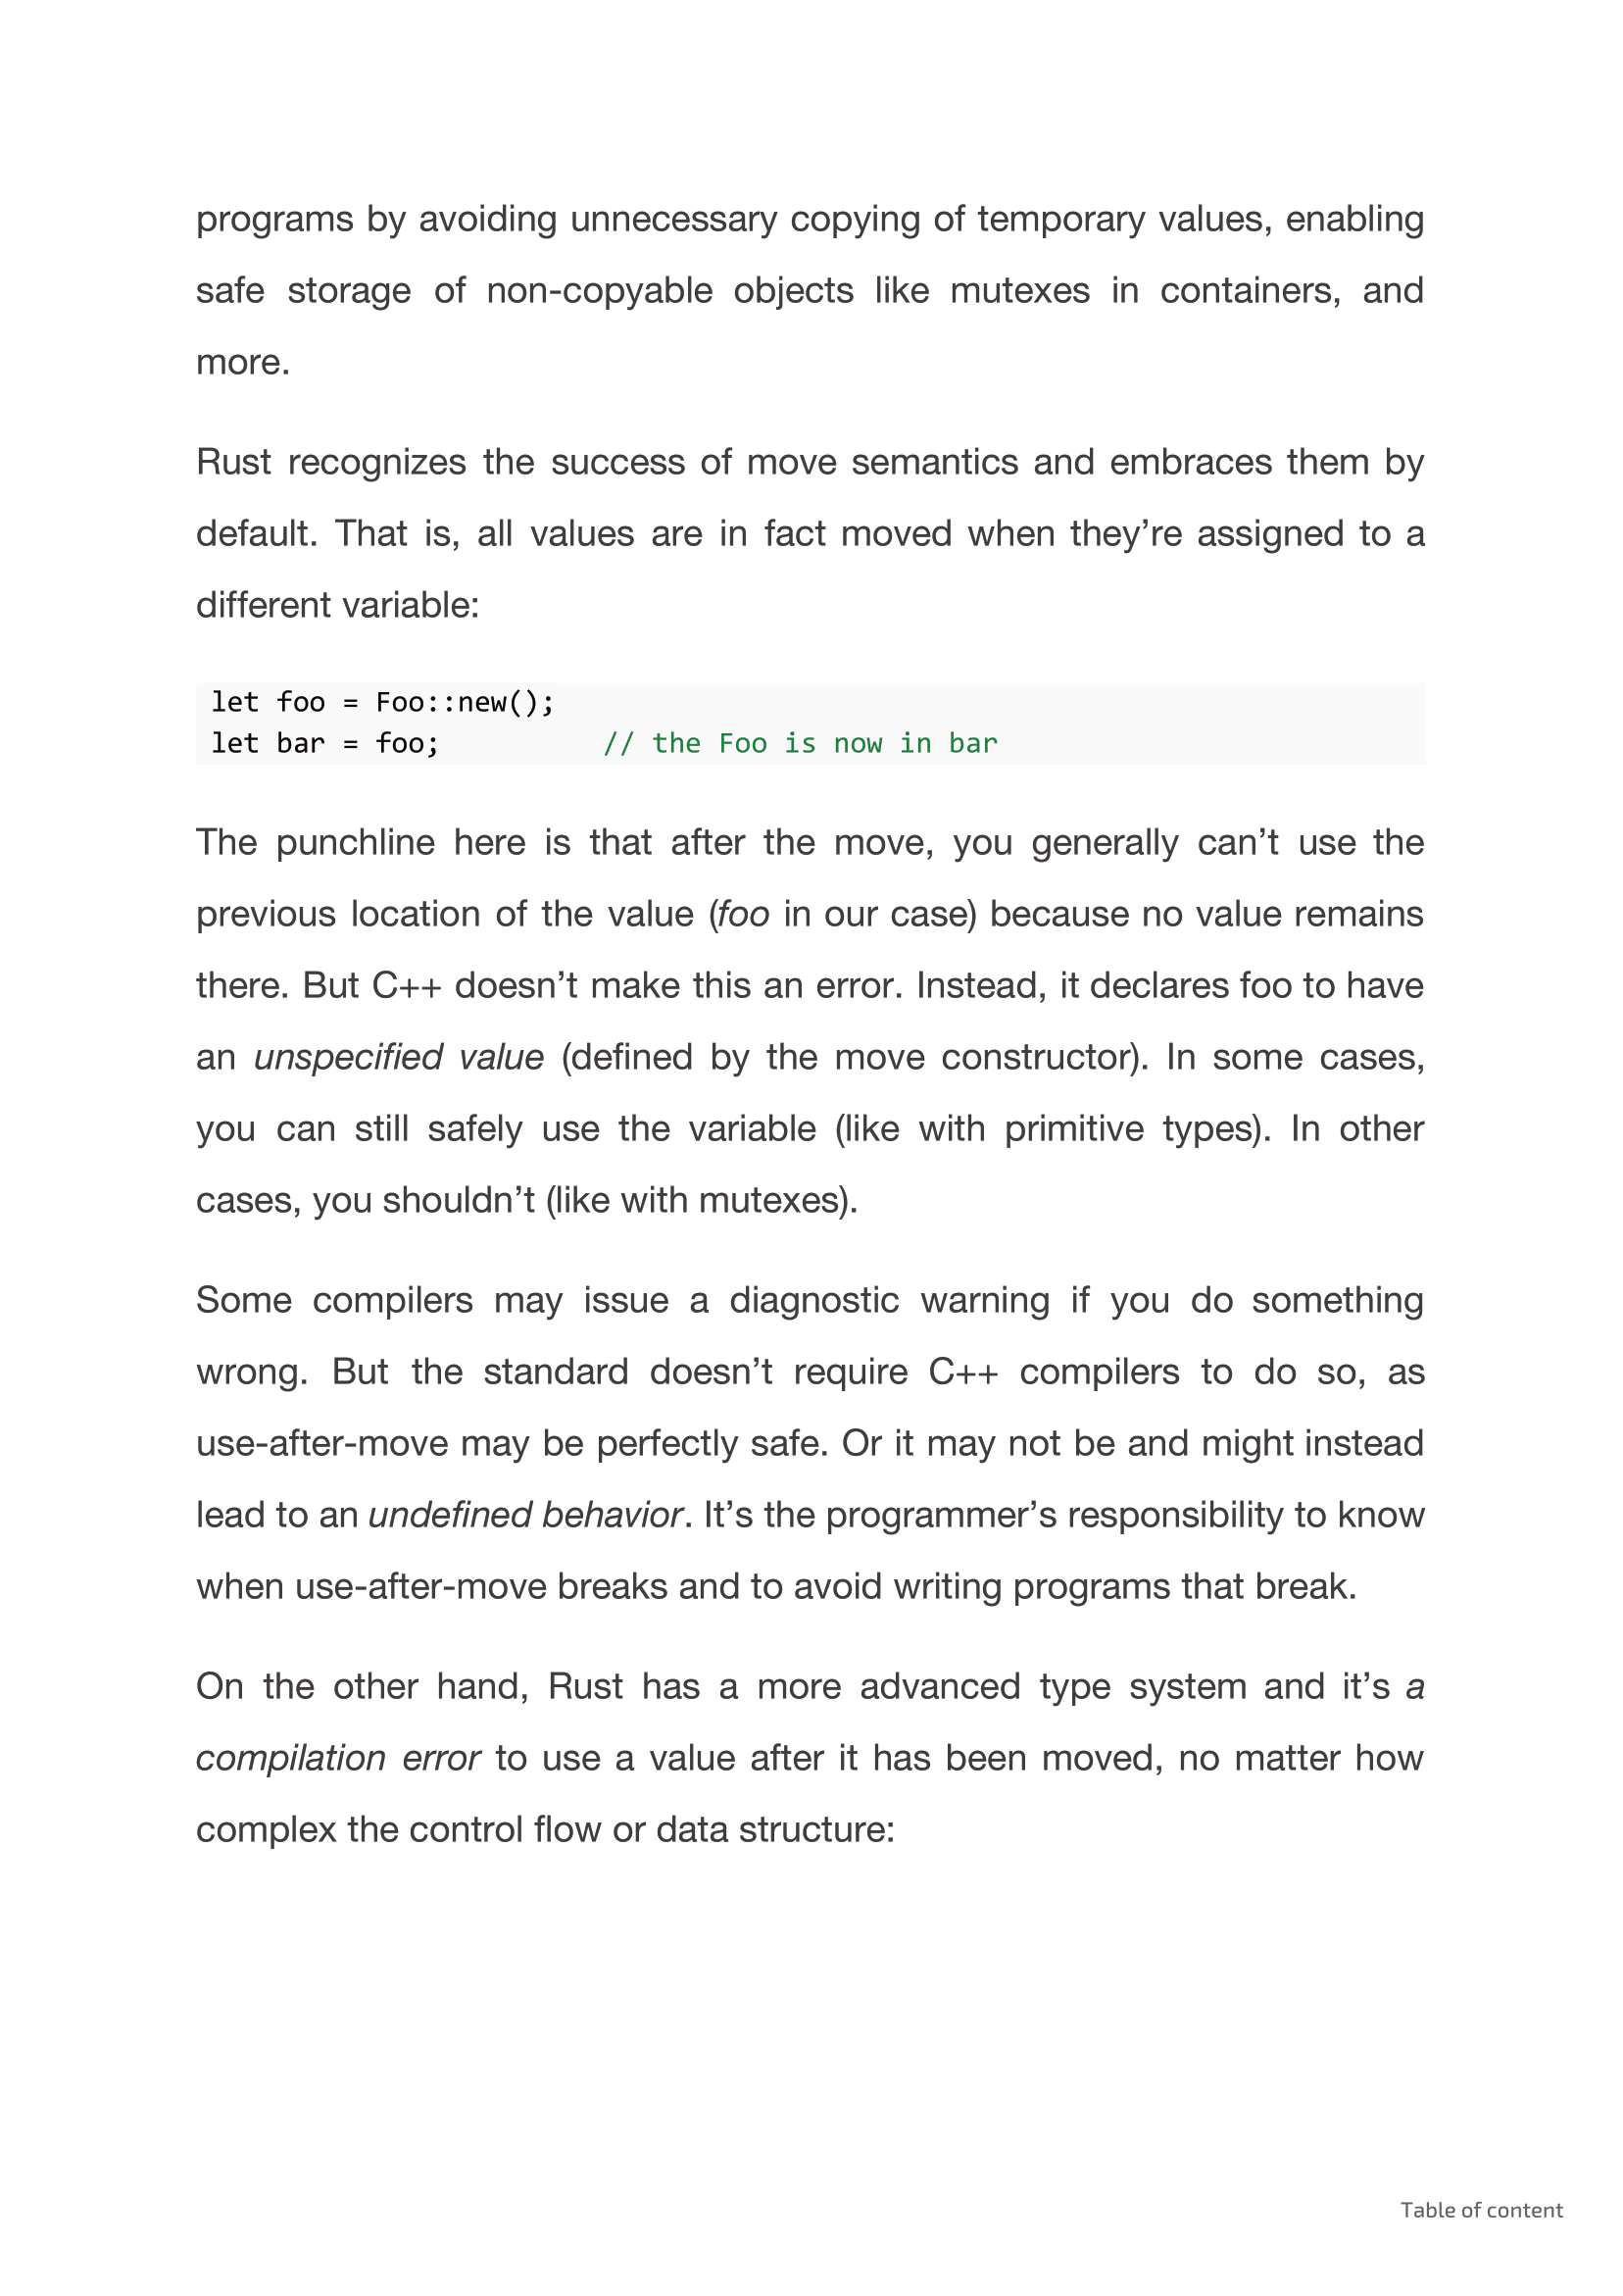 programs by avoiding unnecessary copying of temporary values, enabling
safe storage of non-copyable objects like mutexes in containers, and
more.
Rust recognizes the success of move semantics and embraces them by
default. That is, all values are in fact moved when they’re assigned to a
different variable:
let foo = Foo::new();
let bar = foo;          // the Foo is now in bar
The punchline here is that after the move, you generally can’t use the
previous location of the value (foo in our case) because no value remains
there. But C++ doesn’t make this an error. Instead, it declares foo to have
an unspecified value (defined by the move constructor). In some cases,
you can still safely use the variable (like with primitive types). In other
cases, you shouldn’t (like with mutexes).
Some compilers may issue a diagnostic warning if you do something
wrong. But the standard doesn’t require C++ compilers to do so, as
use-after-move may be perfectly safe. Or it may not be and might instead
lead to an undefined behavior. It’s the programmer’s responsibility to know
when use-after-move breaks and to avoid writing programs that break.
On the other hand, Rust has a more advanced type system and it’s a
compilation error to use a value after it has been moved, no matter how
complex the control flow or data structure:
Table of content